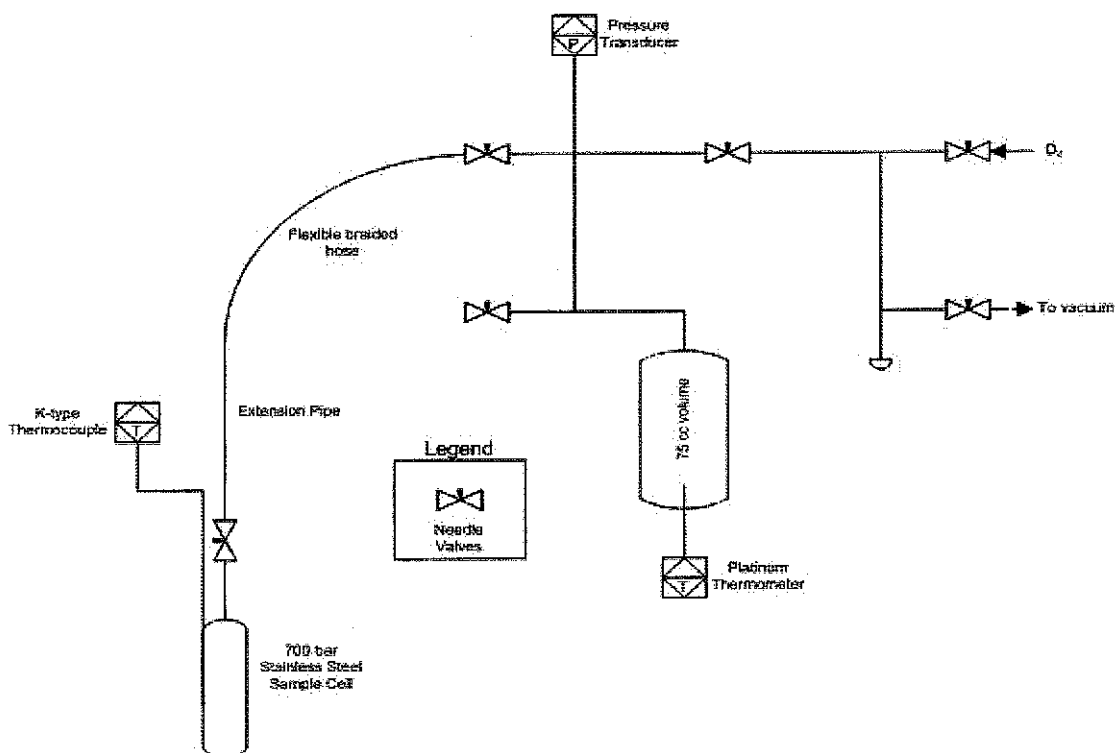 Pressure
Transducer
P
D₂
Flexible braided
hose
To vacuum
K-type
Thermocouple
T
Extension Pipe
75 cc volume
Legend
Needle
Valves
Platinum
Thermometer
T
700 bar
Stainless Steel
Sample Cell